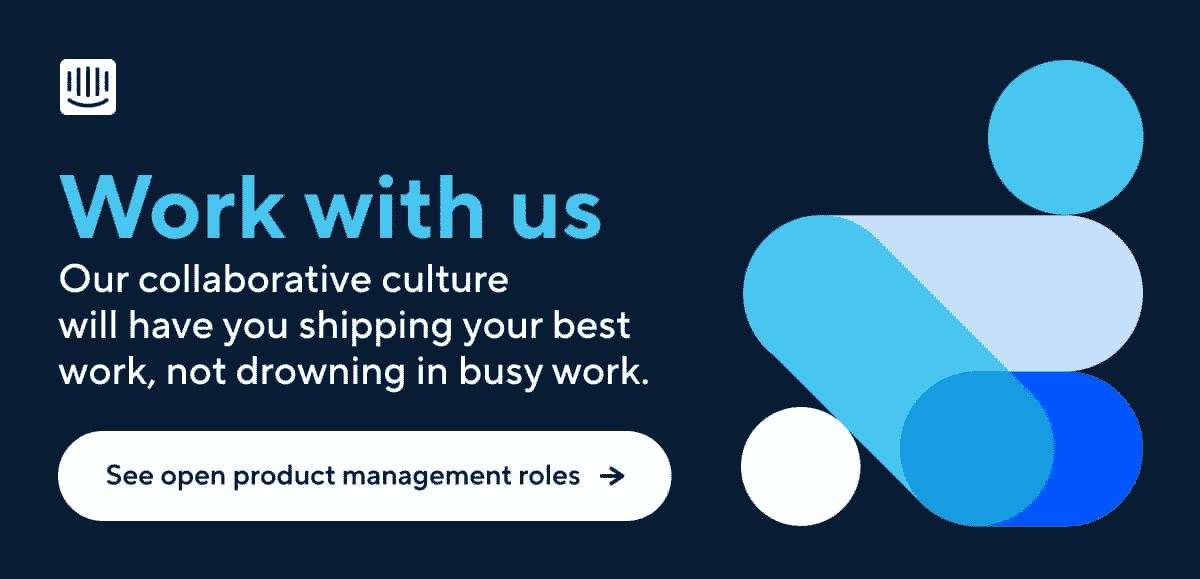 Work with us
Our collaborative culture
will have you shipping your best
work, not drowning in busy work.
See open product management roles →